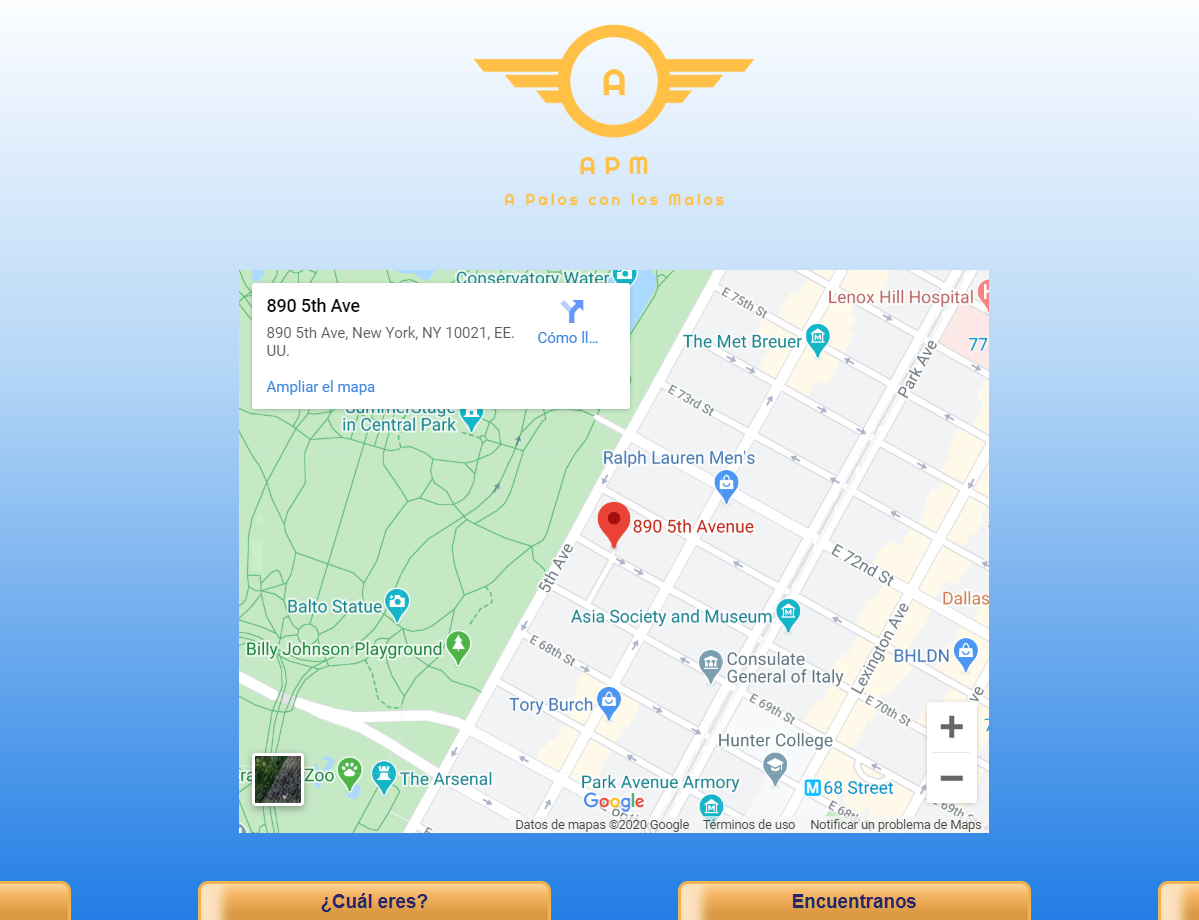 A
APM
A Palos con los Malos
Conservatory Water
890 5th Ave
890 5th Ave, New York, NY 10021, EE.
UU.
Cómo ll...
Ampliar el mapa
E 75th St
Lenox Hill Hospital
The Met Breuer
77
Park Ave
SummerStage
in Central Park
E 73rd St
Ralph Lauren Men's
890 5th Avenue
5th Ave
E 72nd St
Balto Statue
Asia Society and Museum
Dallas
Billy Johnson Playground
E 68th St
Consulate
General of Italy
Lexington Ave
BHLDN
Tory Burch
E 69th St
E 70th St
ve
Hunter College
Zoo
The Arsenal
Park Avenue Armory
M 68 Street
E 68th St
69th St
Google
Datos de mapas ©2020 Google
Términos de uso
Notificar un problema de Maps
¿Cuál eres?
Encuentranos